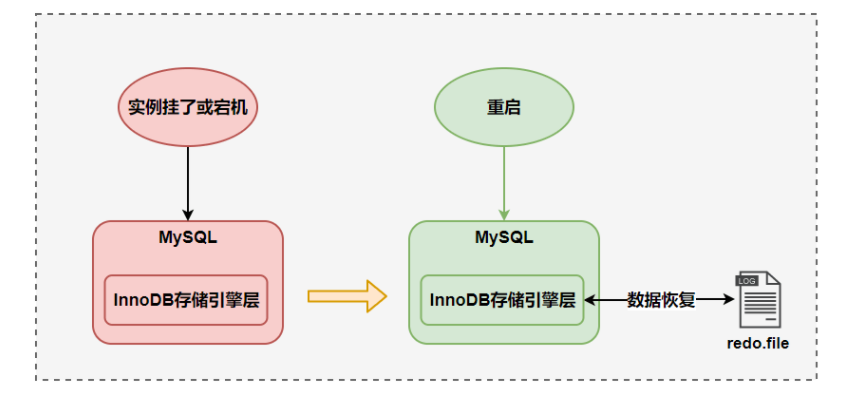 实例挂了或宕机
重启
MySQL
MySQL
InnoDB存储引擎层
InnoDB存储引擎层
数据恢复
LOG
redo.file